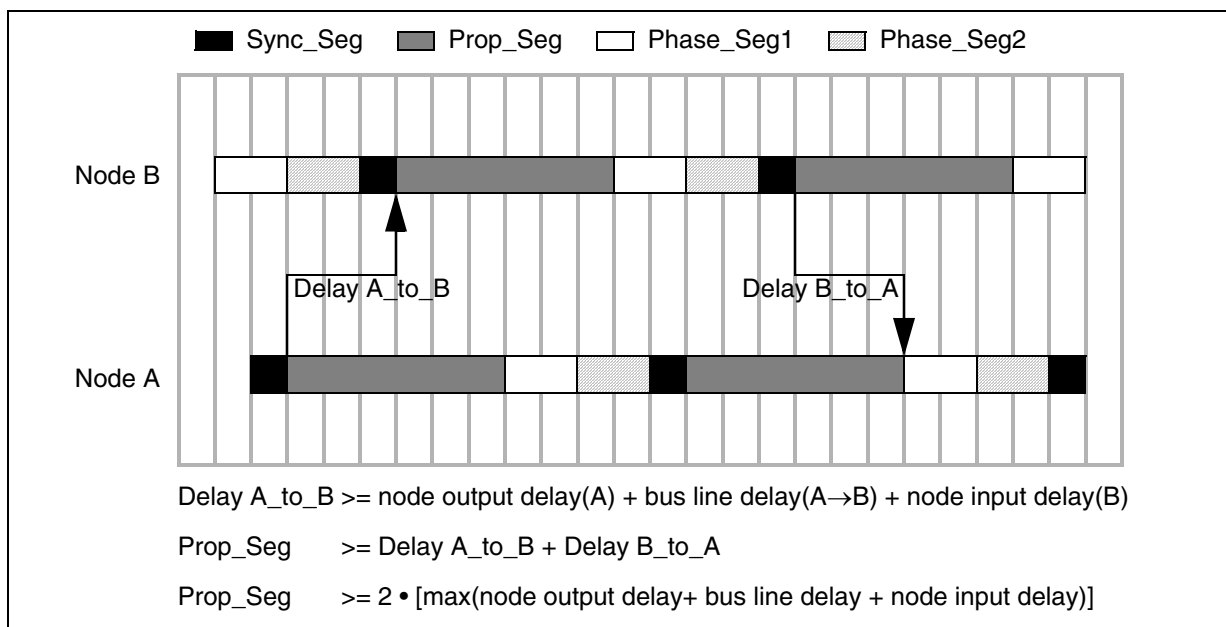 Sync_Seg Prop_Seg Phase_Seg1 Phase_Seg2
Node B
Delay A_to_B Delay B_to_A
Node A
Delay A_to_B >= node output delay(A) + bus line delay(A→B) + node input delay(B)
Prop_Seg >= Delay A_to_B + Delay B_to_A
Prop_Seg >= 2 • [max(node output delay+ bus line delay + node input delay)]